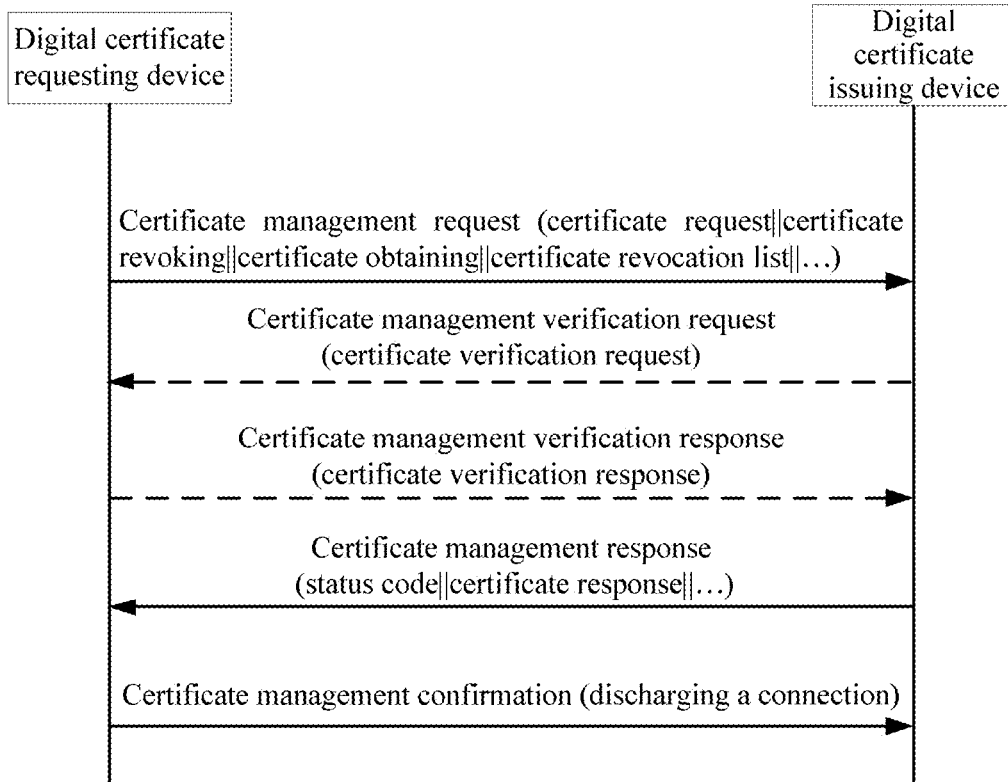 Digital certificate
requesting device
Digital
certificate
issuing device
Certificate management request (certificate request||certificate
revoking||certificate obtaining||certificate revocation list||…)
Certificate management verification request
(certificate verification request)
Certificate management verification response
(certificate verification response)
Certificate management response
(status code||certificate response||…)
Certificate management confirmation (discharging a connection)